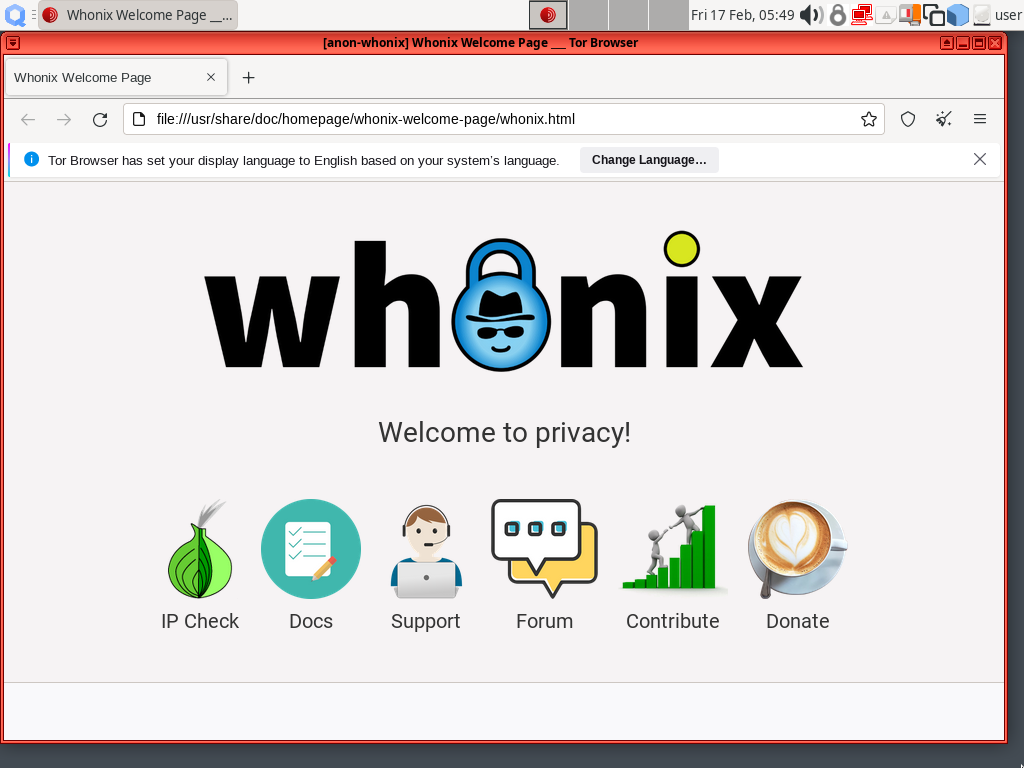 Whonix Welcome Page __...
Fri 17 Feb, 05:49
user
[anon-whonix] Whonix Welcome Page __ Tor Browser
Whonix Welcome Page
file:///usr/share/doc/homepage/whonix-welcome-page/whonix.html
Tor Browser has set your display language to English based on your system's language.
Change Language...
whonix
Welcome to privacy!
IP Check
Docs
Support
Forum
Contribute
Donate